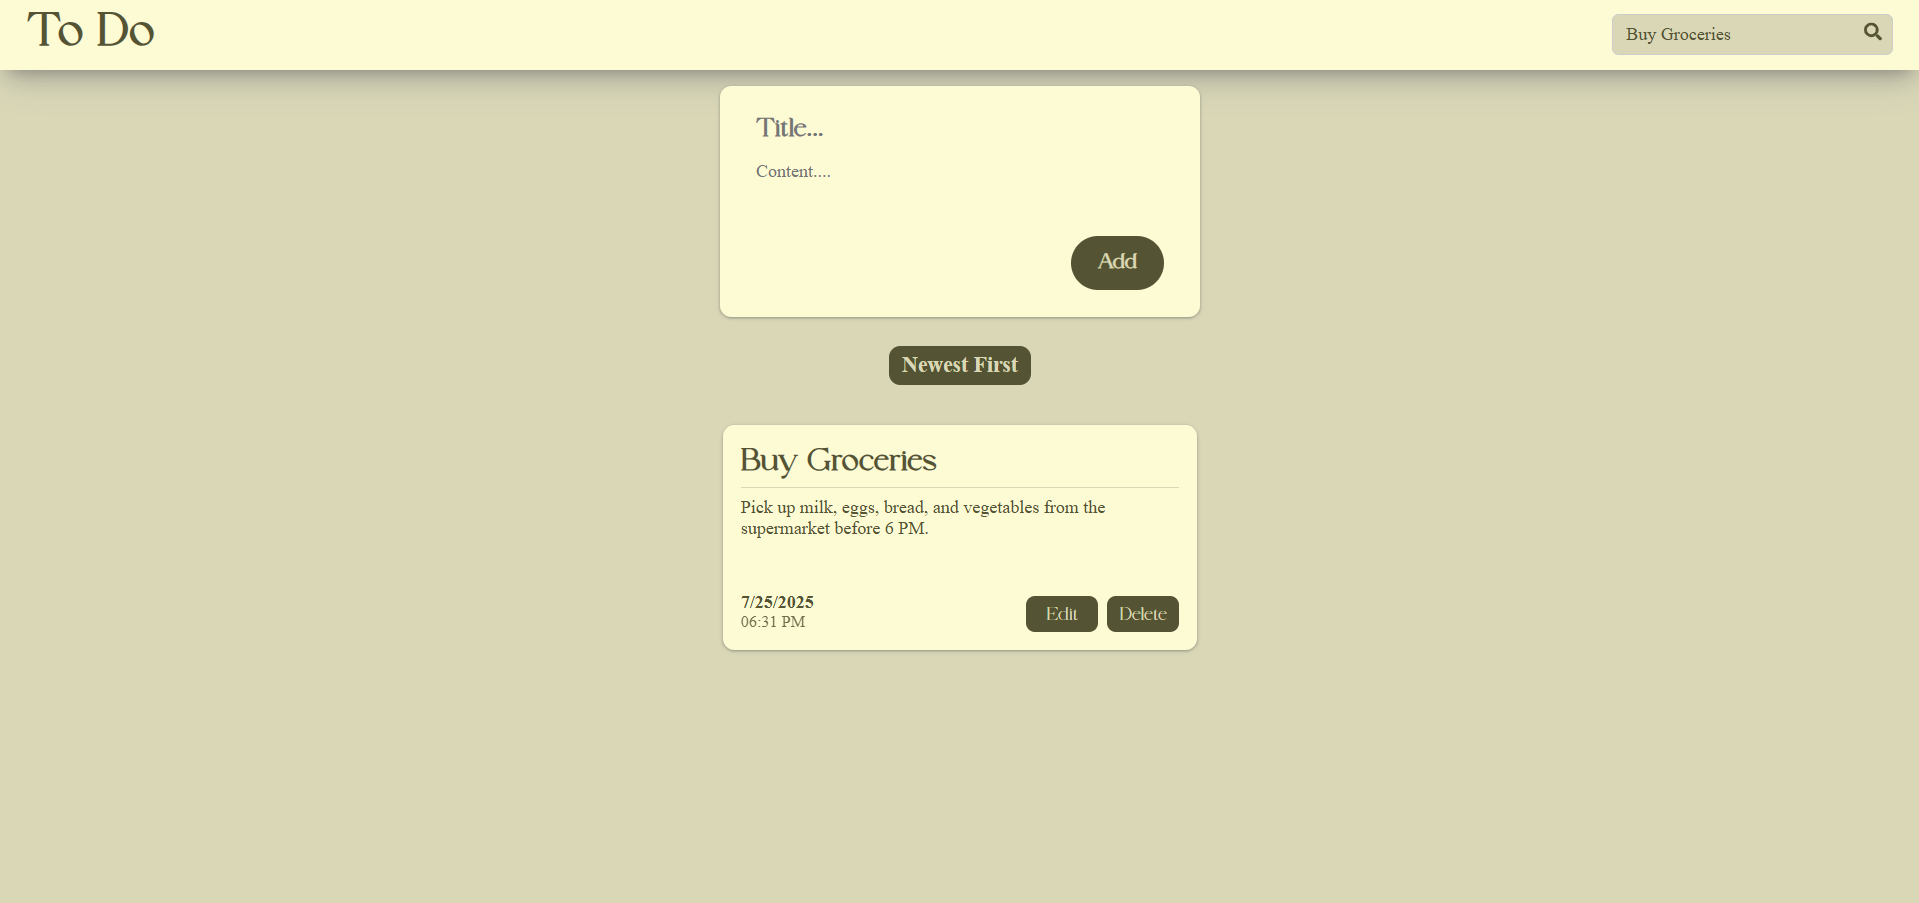 To Do
Buy Groceries
Title...
Content....
Add
Newest First
Buy Groceries
Pick up milk, eggs, bread, and vegetables from the
supermarket before 6 PM.
7/25/2025
06:31 PM
Edit
Delete